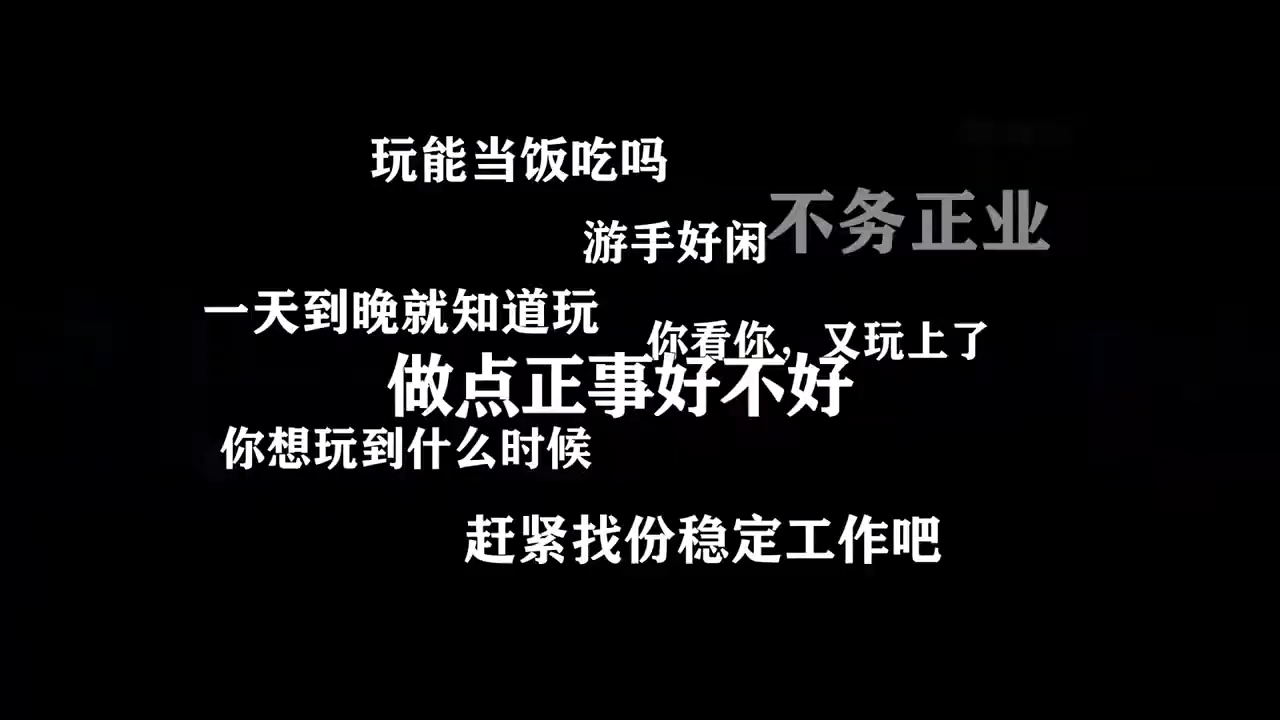 玩能当饭吃吗
不务正业
游手好闲
一天到晚就知道玩
你看你，又玩上了
做点正事好不好
你想玩到什么时候
赶紧找份稳定工作吧